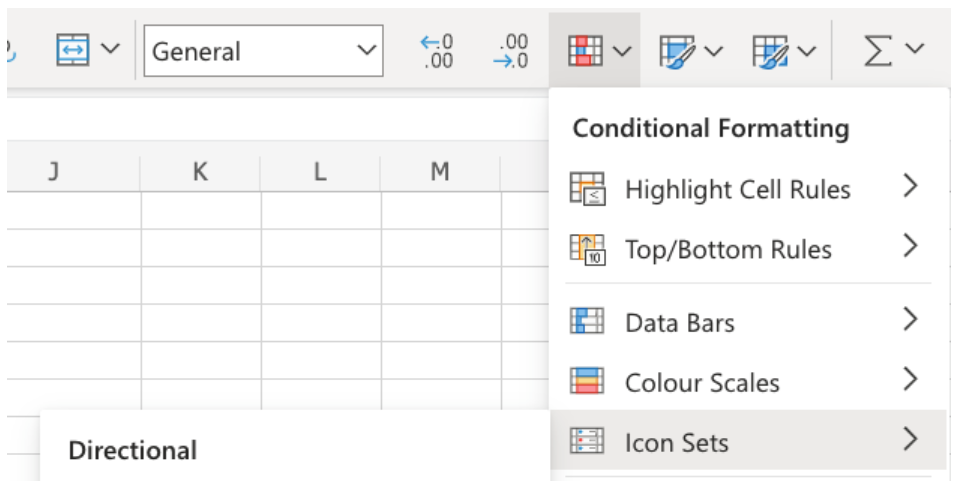 General
←.0
.00
.00
→.0
Conditional Formatting
J K L M
Highlight Cell Rules
10
Top/Bottom Rules
Data Bars
Colour Scales
Icon Sets
Directional